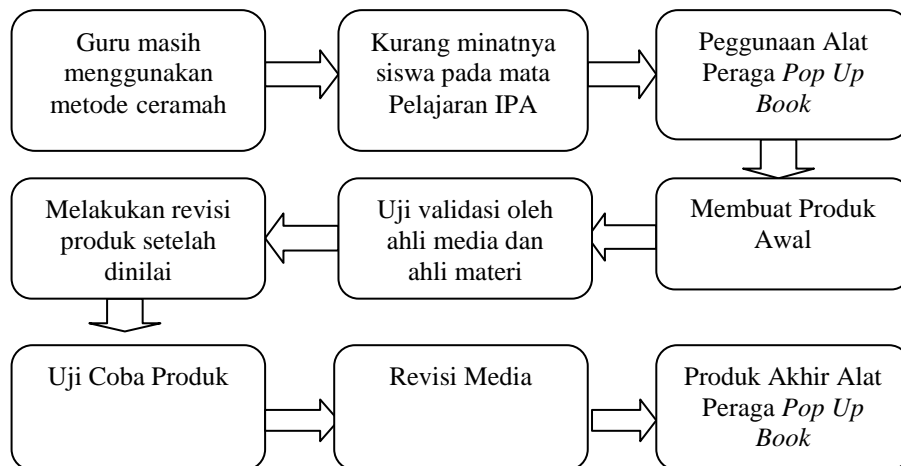 Guru masih
menggunakan
metode ceramah
Kurang minatnya
siswa pada mata
Pelajaran IPA
Peggunaan Alat
Peraga Pop Up
Book
Membuat Produk
Awal
Uji validasi oleh
ahli media dan
ahli materi
Melakukan revisi
produk setelah
dinilai
Uji Coba Produk
Revisi Media
Produk Akhir Alat
Peraga Pop Up
Book